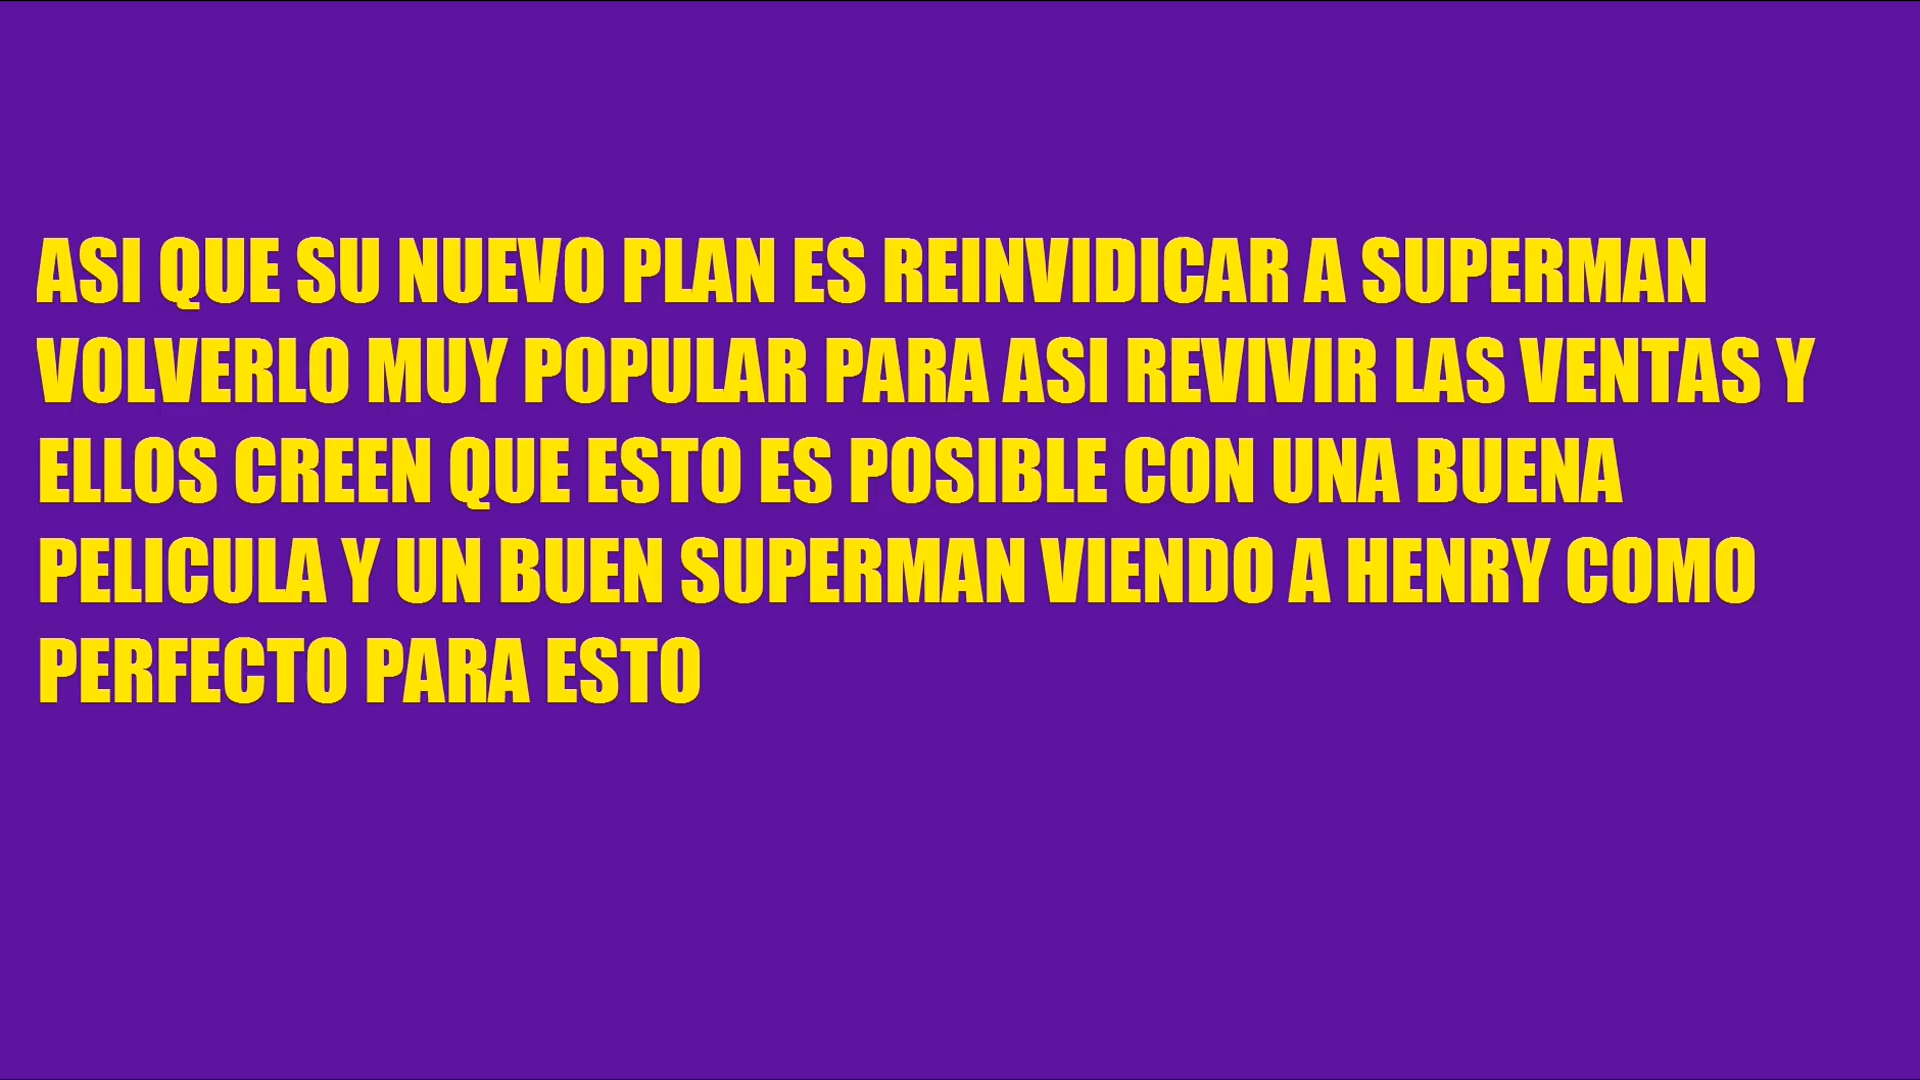 ASI QUE SU NUEVO PLAN ES REINVIDICAR A SUPERMAN
VOLVERLO MUY POPULAR PARA ASI REVIVIR LAS VENTAS Y
ELLOS CREEN QUE ESTO ES POSIBLE CON UNA BUENA
PELICULA Y UN BUEN SUPERMAN VIENDO A HENRY COMO
PERFECTO PARA ESTO